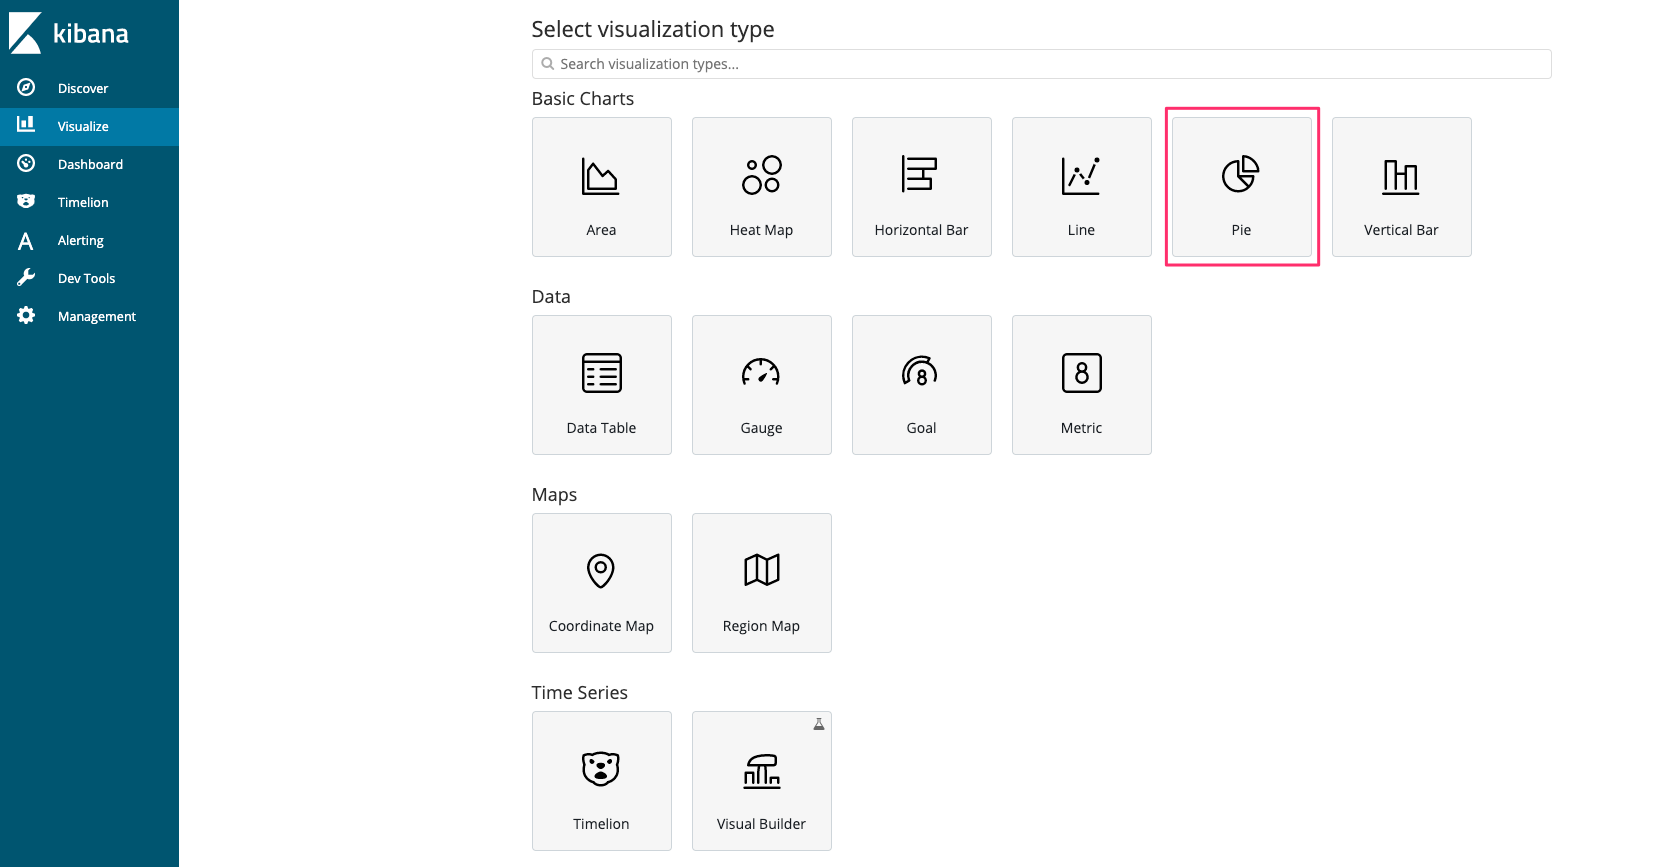 kibana
Discover
Visualize
Dashboard
Timelion
Alerting
Dev Tools
Management
Select visualization type
Search visualization types...
Basic Charts
Area
Heat Map
Horizontal Bar
Line
Pie
Vertical Bar
Data
Data Table
Gauge
8
Goal
8
Metric
Maps
Coordinate Map
Region Map
Time Series
Timelion
Visual Builder